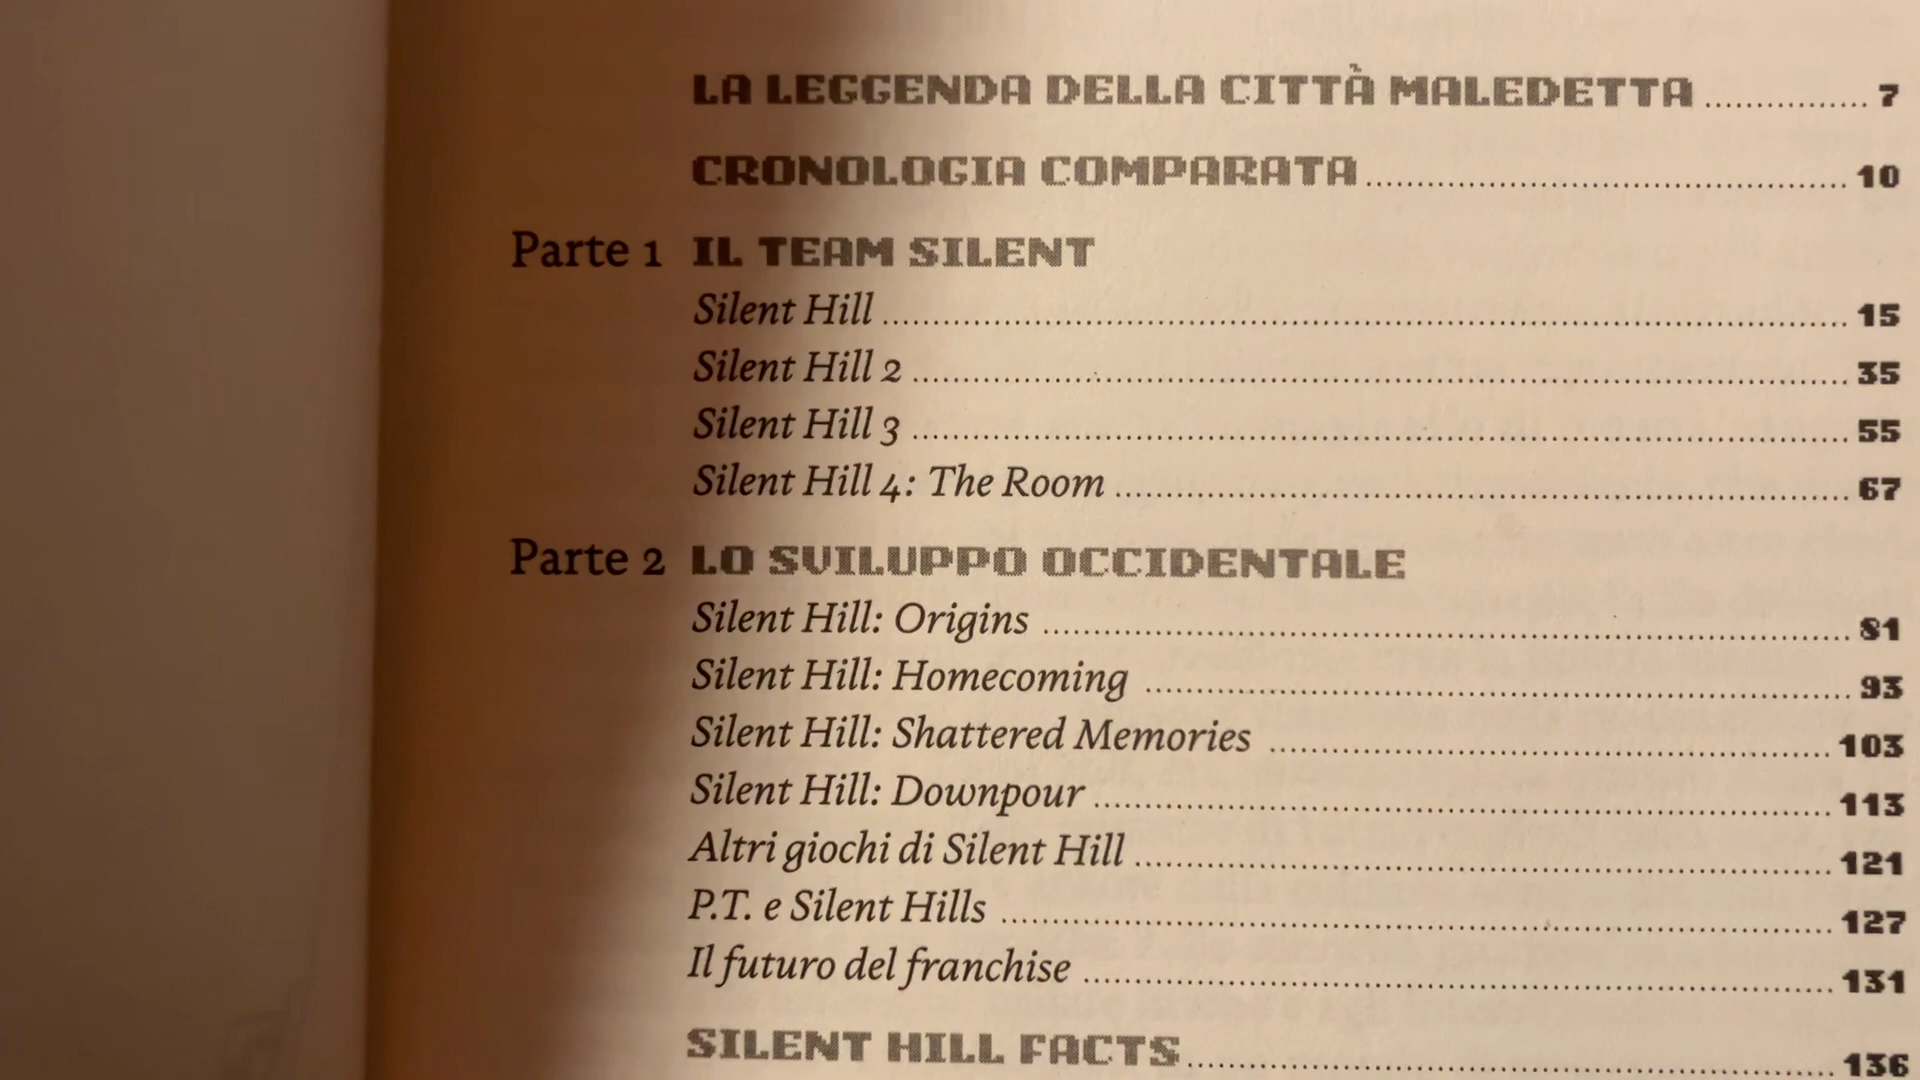 LA LEGGENDA DELLA CITTÀ MALEDETTA ................ 7
CRONOLOGIA COMPARATA ................ 10
Parte 1 IL TEAM SILENT
Silent Hill ................ 15
Silent Hill 2 ................ 35
Silent Hill 3 ................ 55
Silent Hill 4: The Room ................ 67
Parte 2 LO SVILUPPO OCCIDENTALE
Silent Hill: Origins ................ 81
Silent Hill: Homecoming ................ 93
Silent Hill: Shattered Memories ................ 103
Silent Hill: Downpour ................ 113
Altri giochi di Silent Hill ................ 121
P.T. e Silent Hills ................ 127
Il futuro del franchise ................ 131
SILENT HILL FACTS ................ 136